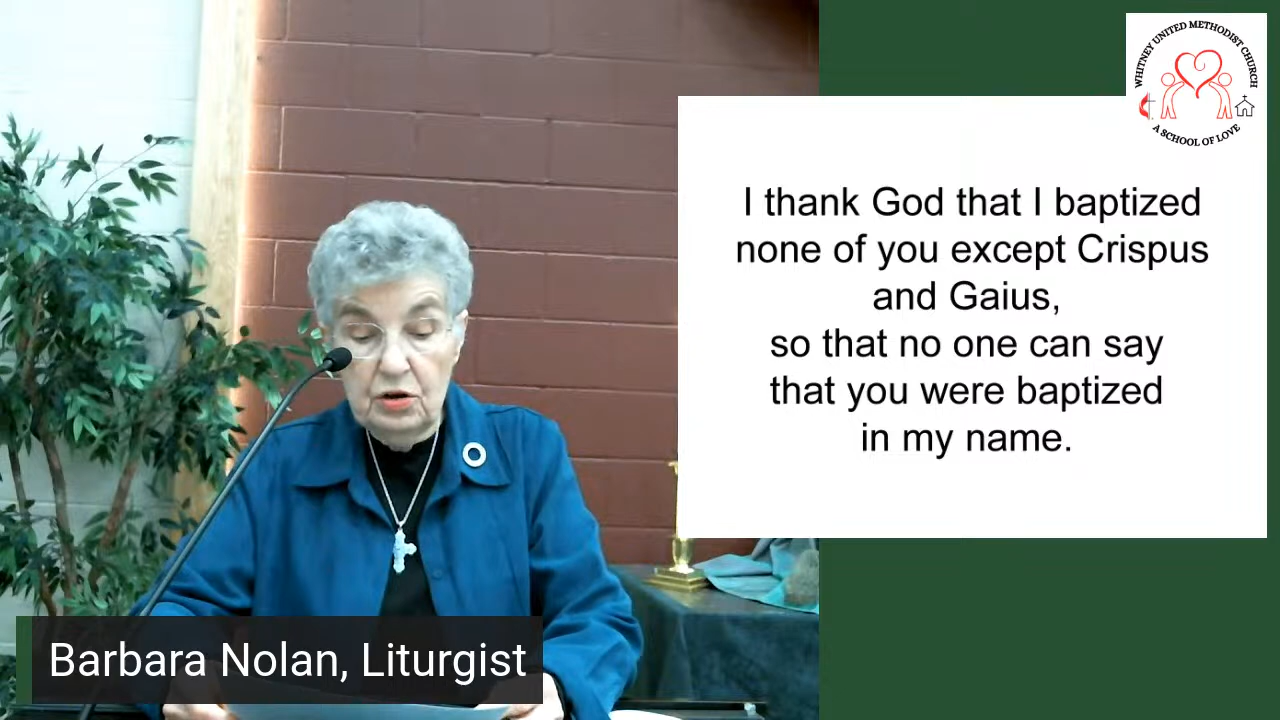 WHITNEY UNITED METHODIST CHURCH
A SCHOOL OF LOVE
I thank God that I baptized
none of you except Crispus
and Gaius,
so that no one can say
that you were baptized
in my name.
Barbara Nolan, Liturgist